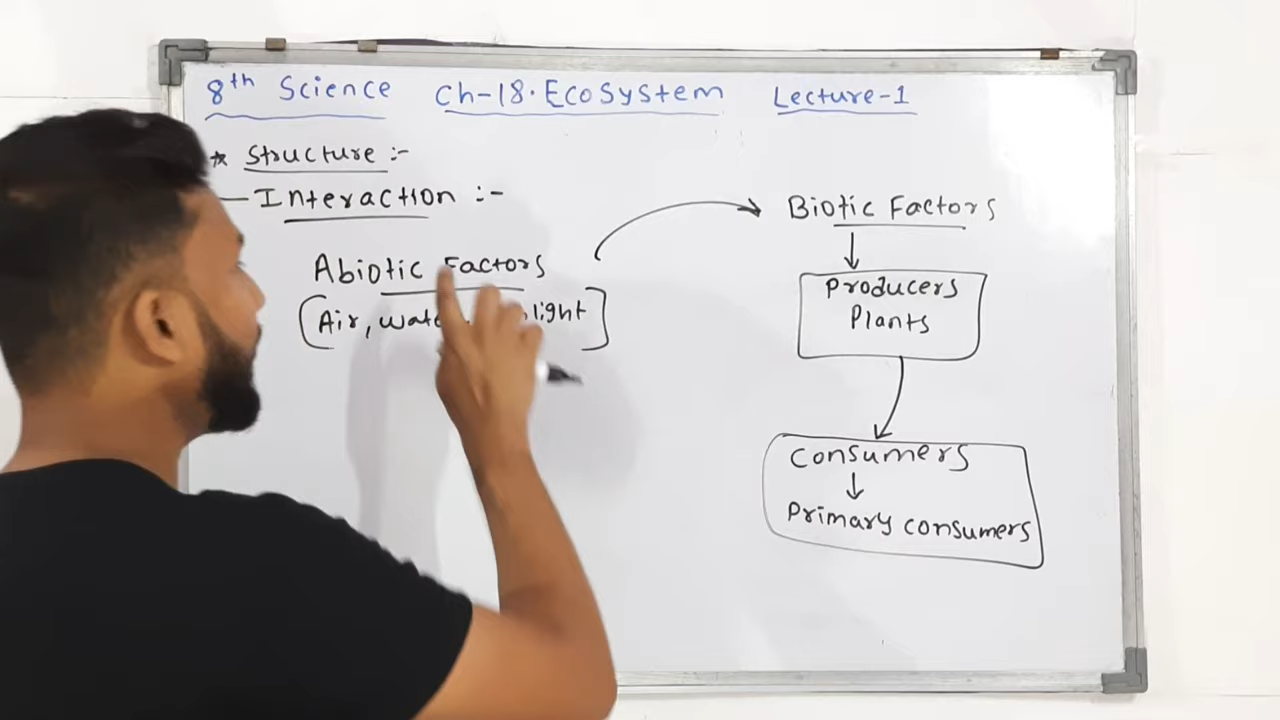 8th Science Ch-18. Ecosystem Lecture-1
* Structure :-
— Interaction :-
Abiotic Factors
(Air, light]
Biotic Factors
Producers
Plants
Consumers
Primary consumers